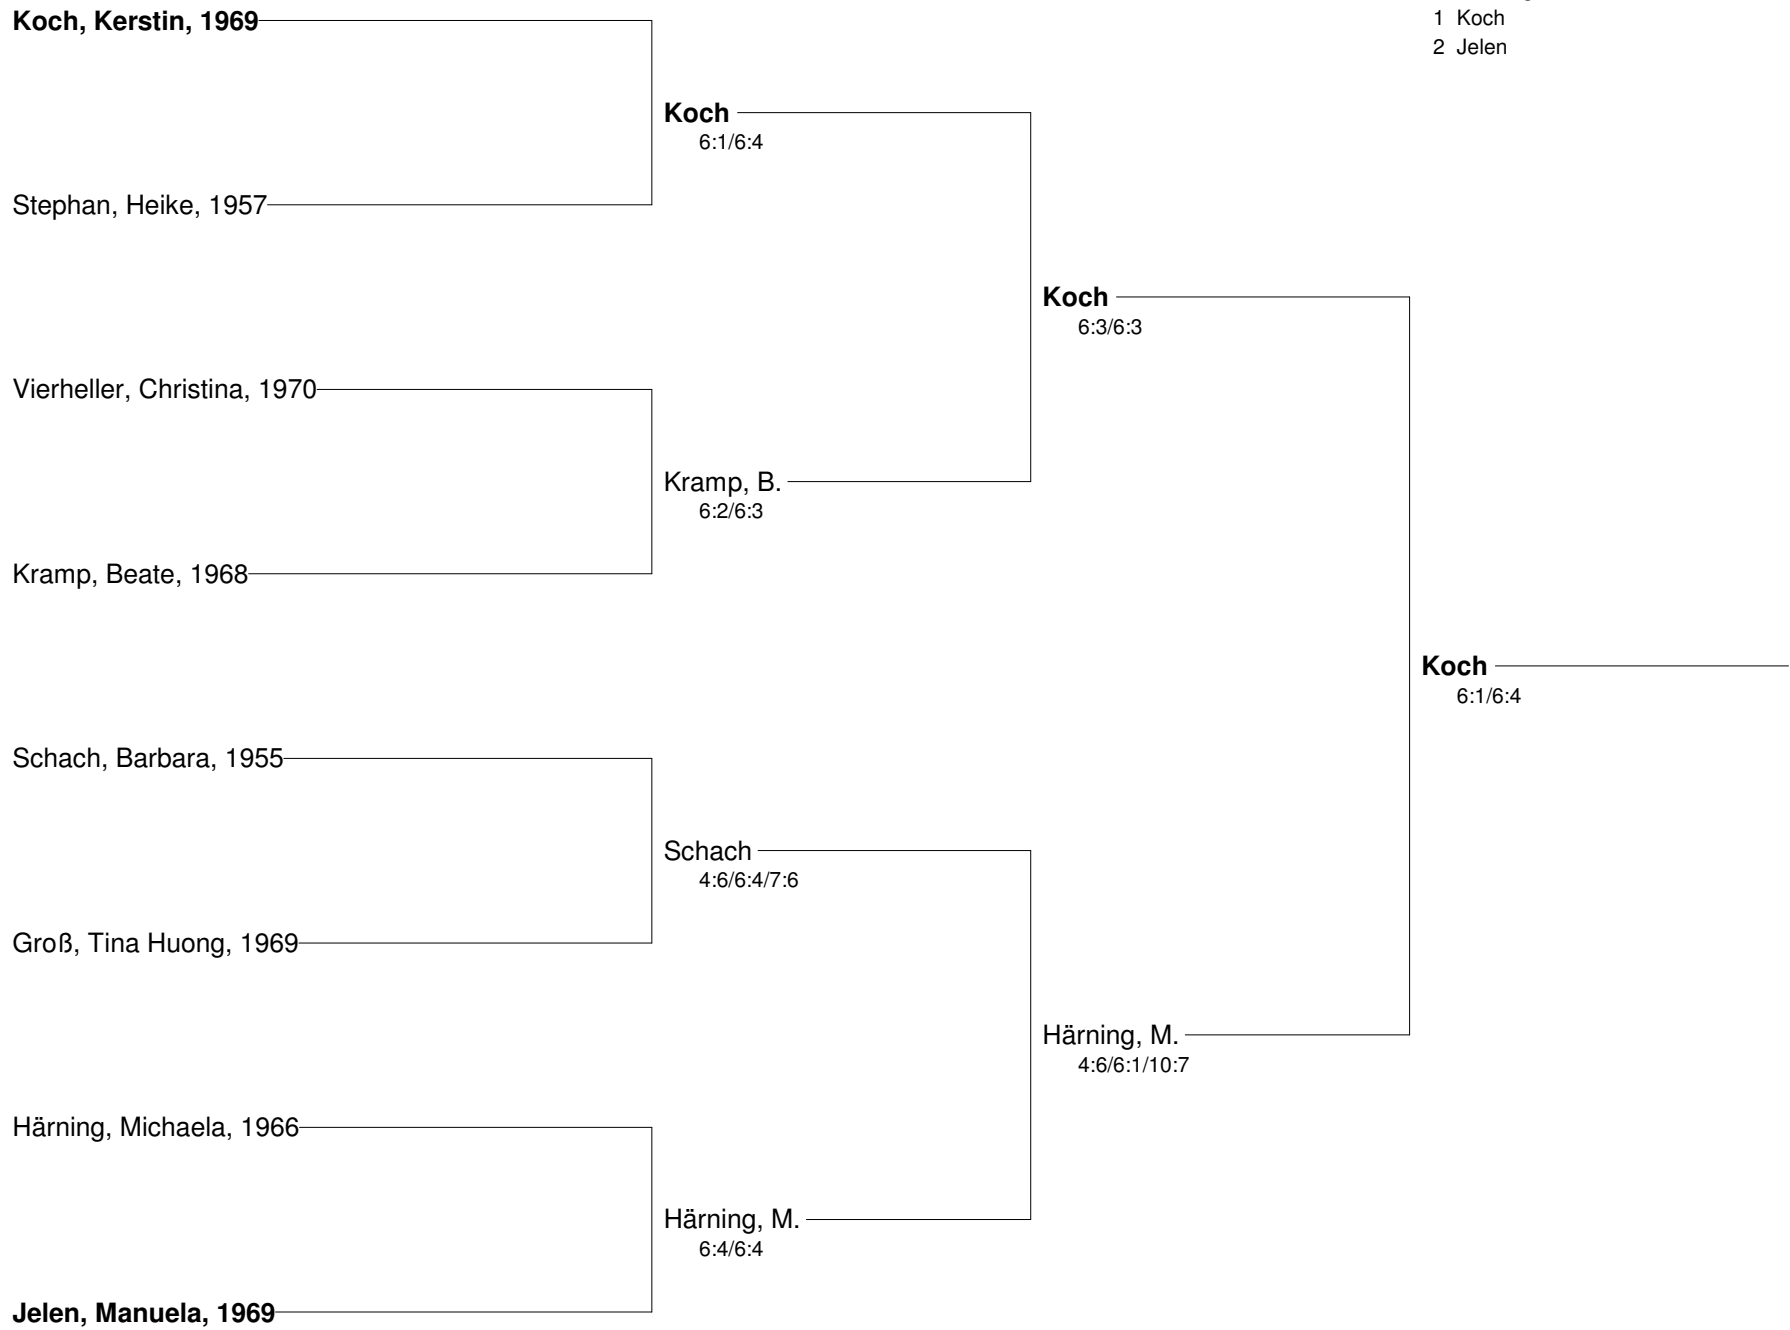 Koch, Kerstin, 1969
1 Koch
2 Jelen
Koch
6:1/6:4
Stephan, Heike, 1957
Koch
6:3/6:3
Vierheller, Christina, 1970
Kramp, B.
6:2/6:3
Kramp, Beate, 1968
Koch
6:1/6:4
Schach, Barbara, 1955
Schach
4:6/6:4/7:6
Groß, Tina Huong, 1969
Härning, M.
4:6/6:1/10:7
Härning, Michaela, 1966
Härning, M.
6:4/6:4
Jelen, Manuela, 1969